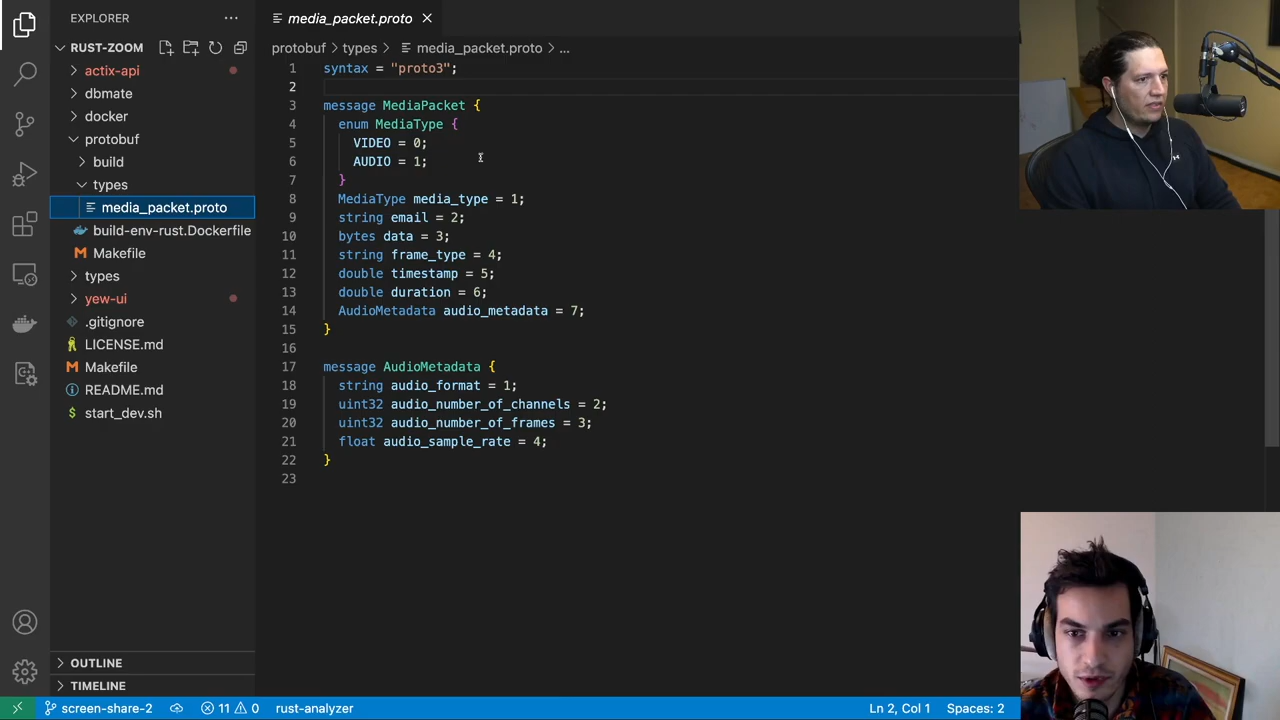 EXPLORER
RUST-ZOOM
actix-api
dbmate
docker
protobuf
build
types
media_packet.proto
build-env-rust.Dockerfile
Makefile
types
yew-ui
.gitignore
LICENSE.md
Makefile
README.md
start_dev.sh
OUTLINE
TIMELINE
media_packet.proto
protobuf > types > media_packet.proto > ...
1 syntax = "proto3";
2
3 message MediaPacket {
4 enum MediaType {
5 VIDEO = 0;
6 AUDIO = 1;
7 }
8 MediaType media_type = 1;
9 string email = 2;
10 bytes data = 3;
11 string frame_type = 4;
12 double timestamp = 5;
13 double duration = 6;
14 AudioMetadata audio_metadata = 7;
15 }
16
17 message AudioMetadata {
18 string audio_format = 1;
19 uint32 audio_number_of_channels = 2;
20 uint32 audio_number_of_frames = 3;
21 float audio_sample_rate = 4;
22 }
23
screen-share-2 11 0 rust-analyzer Ln 2, Col 1 Spaces: 2